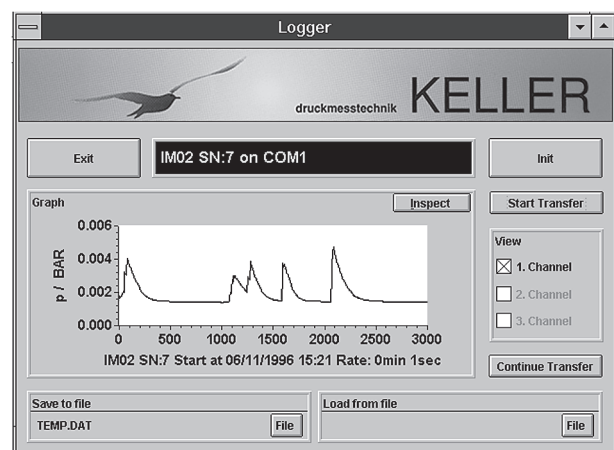 Logger
druckmesstechnik KELLER
Exit
IM02 SN:7 on COM1
Init
Graph
Inspect
Start Transfer
0.006
0.004
0.002
0.000
p / BAR
0 500 1000 1500 2000 2500 3000
IM02 SN:7 Start at 06/11/1996 15:21 Rate: 0min 1sec
View
1. Channel
2. Channel
3. Channel
Continue Transfer
Save to file
TEMP.DAT
File
Load from file
File